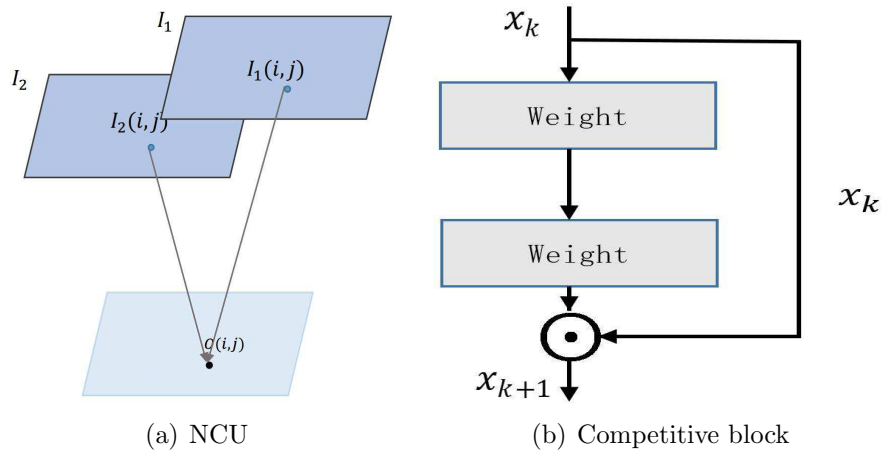 I₁
I₂
I₁(i,j)
I₂(i,j)
O(i,j)
(a) NCU
xₖ
Weight
Weight
xₖ
xₖ₊₁
(b) Competitive block